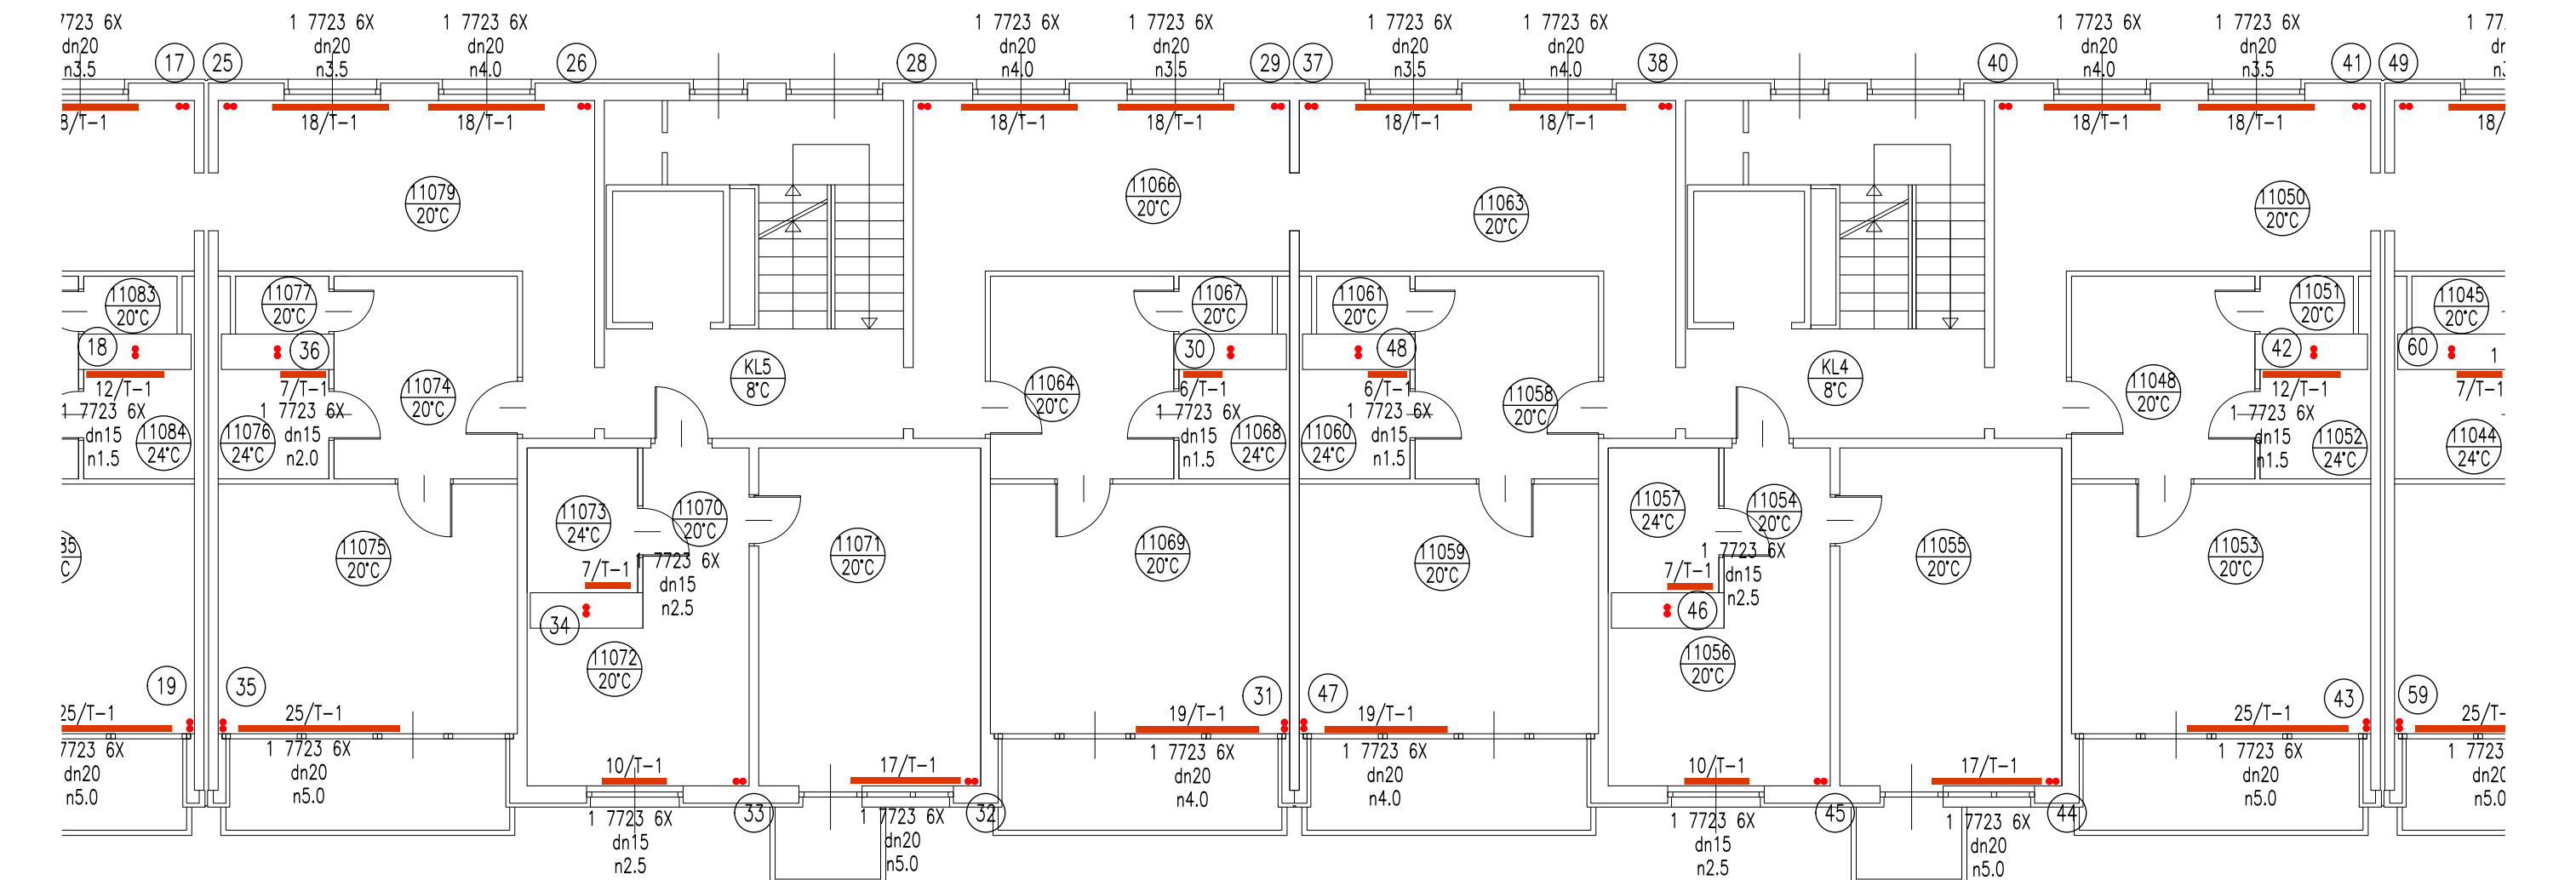 7723 6X
dn20
n3.5
17
25
1 7723 6X
dn20
n3.5
1 7723 6X
dn20
n4.0
26
28
1 7723 6X
dn20
n4.0
1 7723 6X
dn20
n3.5
29
37
1 7723 6X
dn20
n3.5
1 7723 6X
dn20
n4.0
38
40
1 7723 6X
dn20
n4.0
1 7723 6X
dn20
n3.5
41
49
8/T-1
18/T-1
18/T-1
18/T-1
18/T-1
18/T-1
18/T-1
18/T-1
18/T-1
18/
11079
20°C
11066
20°C
11063
20°C
11050
20°C
11083
20°C
11077
20°C
11067
20°C
11061
20°C
11051
20°C
11045
20°C
18
36
30
48
42
60
1
12/T-1
1 7723 6X
dn15
n1.5
11084
24°C
7/T-1
1 7723 6X
dn15
n2.0
11076
24°C
11074
20°C
KL5
8°C
11064
20°C
6/T-1
1 7723 6X
dn15
n1.5
11068
24°C
6/T-1
1 7723 6X
dn15
n1.5
11060
24°C
11058
20°C
KL4
8°C
11048
20°C
12/T-1
1 7723 6X
dn15
n1.5
11052
24°C
7/T-1
11044
24°C
85
C
11075
20°C
11073
24°C
11070
20°C
1 7723 6X
dn15
n2.5
7/T-1
34
11072
20°C
11071
20°C
11069
20°C
11059
20°C
11057
24°C
11054
20°C
1 7723 6X
dn15
n2.5
7/T-1
46
11056
20°C
11055
20°C
11053
20°C
19
35
31
47
43
59
25/T-1
7723 6X
dn20
n5.0
25/T-1
1 7723 6X
dn20
n5.0
10/T-1
1 7723 6X
dn15
n2.5
33
17/T-1
1 7723 6X
dn20
n5.0
32
19/T-1
1 7723 6X
dn20
n4.0
19/T-1
1 7723 6X
dn20
n4.0
10/T-1
1 7723 6X
dn15
n2.5
45
17/T-1
1 7723 6X
dn20
n5.0
44
25/T-1
1 7723 6X
dn20
n5.0
25/T-
1 7723
n5.0